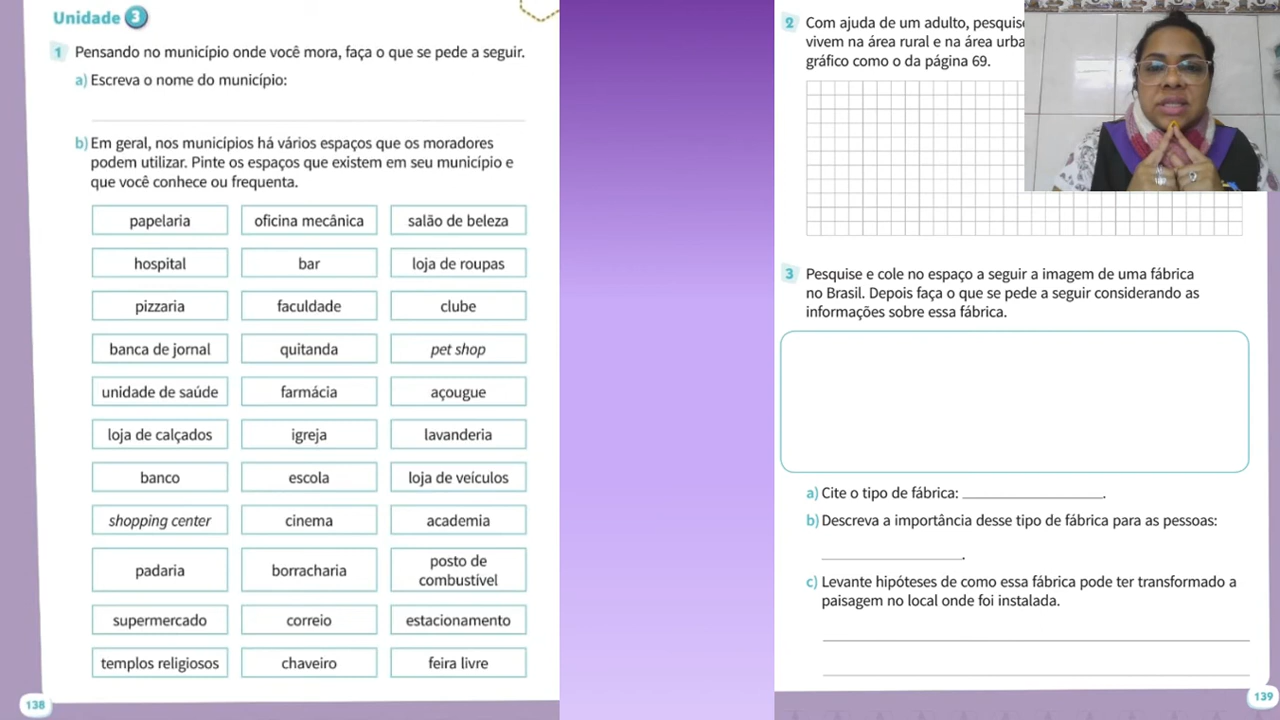 Unidade 3
1 Pensando no município onde você mora, faça o que se pede a seguir.
a) Escreva o nome do município:
b) Em geral, nos municípios há vários espaços que os moradores
podem utilizar. Pinte os espaços que existem em seu município e
que você conhece ou frequenta.
papelaria oficina mecânica salão de beleza
hospital bar loja de roupas
pizzaria faculdade clube
banca de jornal quitanda pet shop
unidade de saúde farmácia açougue
loja de calçados igreja lavanderia
banco escola loja de veículos
shopping center cinema academia
padaria borracharia posto de
combustível
supermercado correio estacionamento
templos religiosos chaveiro feira livre
138
2 Com ajuda de um adulto,
vivem na área rural e na área
gráfico como o da página 69.
3 Pesquise e cole no espaço a seguir a imagem de uma fábrica
no Brasil. Depois faça o que se pede a seguir considerando as
informações sobre essa fábrica.
a) Cite o tipo de fábrica: ____________________.
b) Descreva a importância desse tipo de fábrica para as pessoas:
____________________.
c) Levante hipóteses de como essa fábrica pode ter transformado a
paisagem no local onde foi instalada.
139